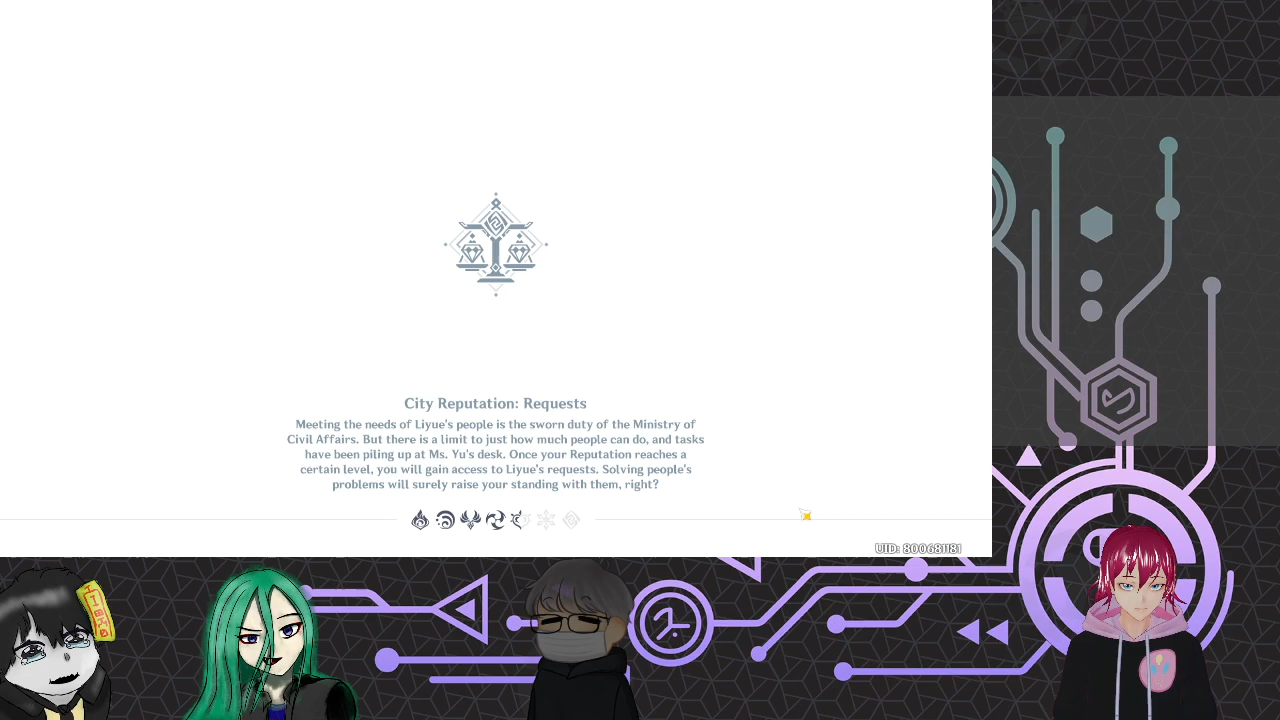 City Reputation: Requests
Meeting the needs of Liyue's people is the sworn duty of the Ministry of
Civil Affairs. But there is a limit to just how much people can do, and tasks
have been piling up at Ms. Yu's desk. Once your Reputation reaches a
certain level, you will gain access to Liyue's requests. Solving people's
problems will surely raise your standing with them, right?
UID: 800681181